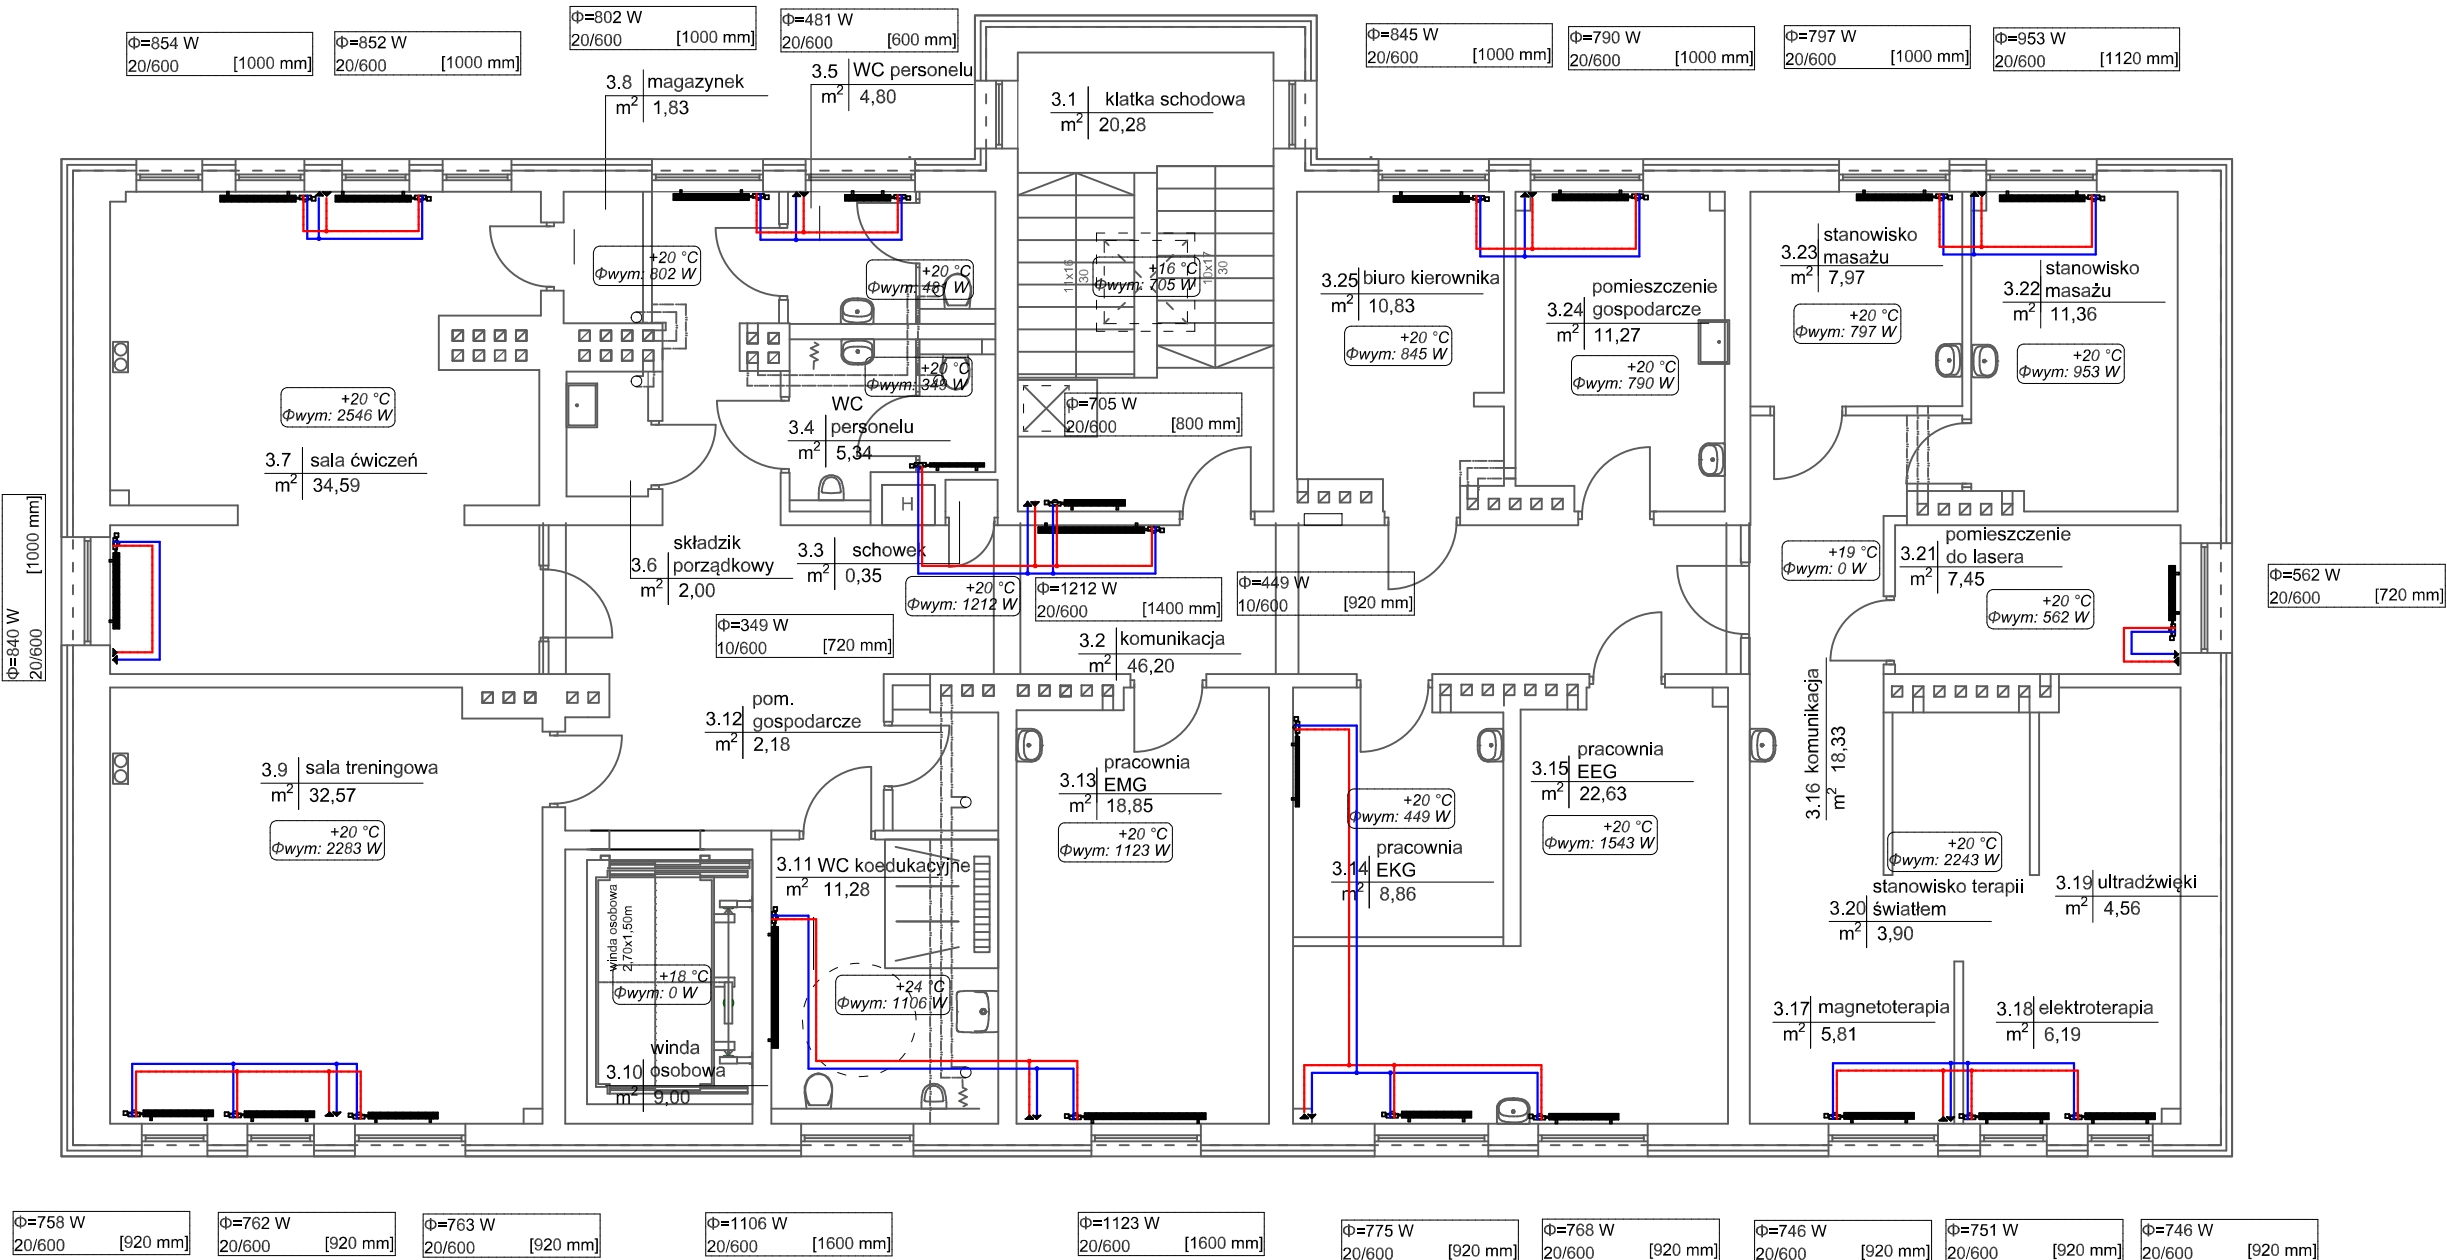 Φ=854 W
20/600 [1000 mm]
Φ=852 W
20/600 [1000 mm]
Φ=802 W
20/600 [1000 mm]
Φ=481 W
20/600 [600 mm]
Φ=845 W
20/600 [1000 mm]
Φ=790 W
20/600 [1000 mm]
Φ=797 W
20/600 [1000 mm]
Φ=953 W
20/600 [1120 mm]
3.8 magazynek
m² 1,83
3.5 WC personelu
m² 4,80
3.1 klatka schodowa
m² 20,28
+20 °C
Φwym: 802 W
+20 °C
Φwym: 481 W
11x16
30
+16 °C
Φwym: 705 W
10x17
30
3.25 biuro kierownika
m² 10,83
+20 °C
Φwym: 845 W
pomieszczenie
3.24 gospodarcze
m² 11,27
+20 °C
Φwym: 790 W
stanowisko
3.23 masażu
m² 7,97
+20 °C
Φwym: 797 W
stanowisko
3.22 masażu
m² 11,36
+20 °C
Φwym: 953 W
+20 °C
Φwym: 2546 W
3.7 sala ćwiczeń
m² 34,59
+20 °C
Φwym: 349 W
WC
3.4 personelu
m² 5,34
Φ=705 W
20/600 [800 mm]
H
Φ=840 W
20/600 [1000 mm]
składzik
3.6 porządkowy
m² 2,00
3.3 schowek
m² 0,35
+20 °C
Φwym: 1212 W
Φ=1212 W
20/600 [1400 mm]
Φ=449 W
10/600 [920 mm]
+19 °C
Φwym: 0 W
pomieszczenie
3.21 do lasera
m² 7,45
+20 °C
Φwym: 562 W
Φ=562 W
20/600 [720 mm]
Φ=349 W
10/600 [720 mm]
3.2 komunikacja
m² 46,20
pom.
3.12 gospodarcze
m² 2,18
3.9 sala treningowa
m² 32,57
+20 °C
Φwym: 2283 W
pracownia
3.13 EMG
m² 18,85
+20 °C
Φwym: 1123 W
pracownia
3.15 EEG
m² 22,63
+20 °C
Φwym: 449 W
+20 °C
Φwym: 1543 W
3.16 komunikacja
m² 18,33
pracownia
3.14 EKG
m² 8,86
3.11 WC koedukacyjne
m² 11,28
+20 °C
Φwym: 2243 W
stanowisko terapii
3.20 światłem
m² 3,90
3.19 ultradźwięki
m² 4,56
winda osobowa
2,70x1,50m
+18 °C
Φwym: 0 W
+24 °C
Φwym: 1106 W
3.17 magnetoterapia
m² 5,81
3.18 elektroterapia
m² 6,19
winda
3.10 osobowa
m² 9,00
Φ=758 W
20/600 [920 mm]
Φ=762 W
20/600 [920 mm]
Φ=763 W
20/600 [920 mm]
Φ=1106 W
20/600 [1600 mm]
Φ=1123 W
20/600 [1600 mm]
Φ=775 W
20/600 [920 mm]
Φ=768 W
20/600 [920 mm]
Φ=746 W
20/600 [920 mm]
Φ=751 W
20/600 [920 mm]
Φ=746 W
20/600 [920 mm]